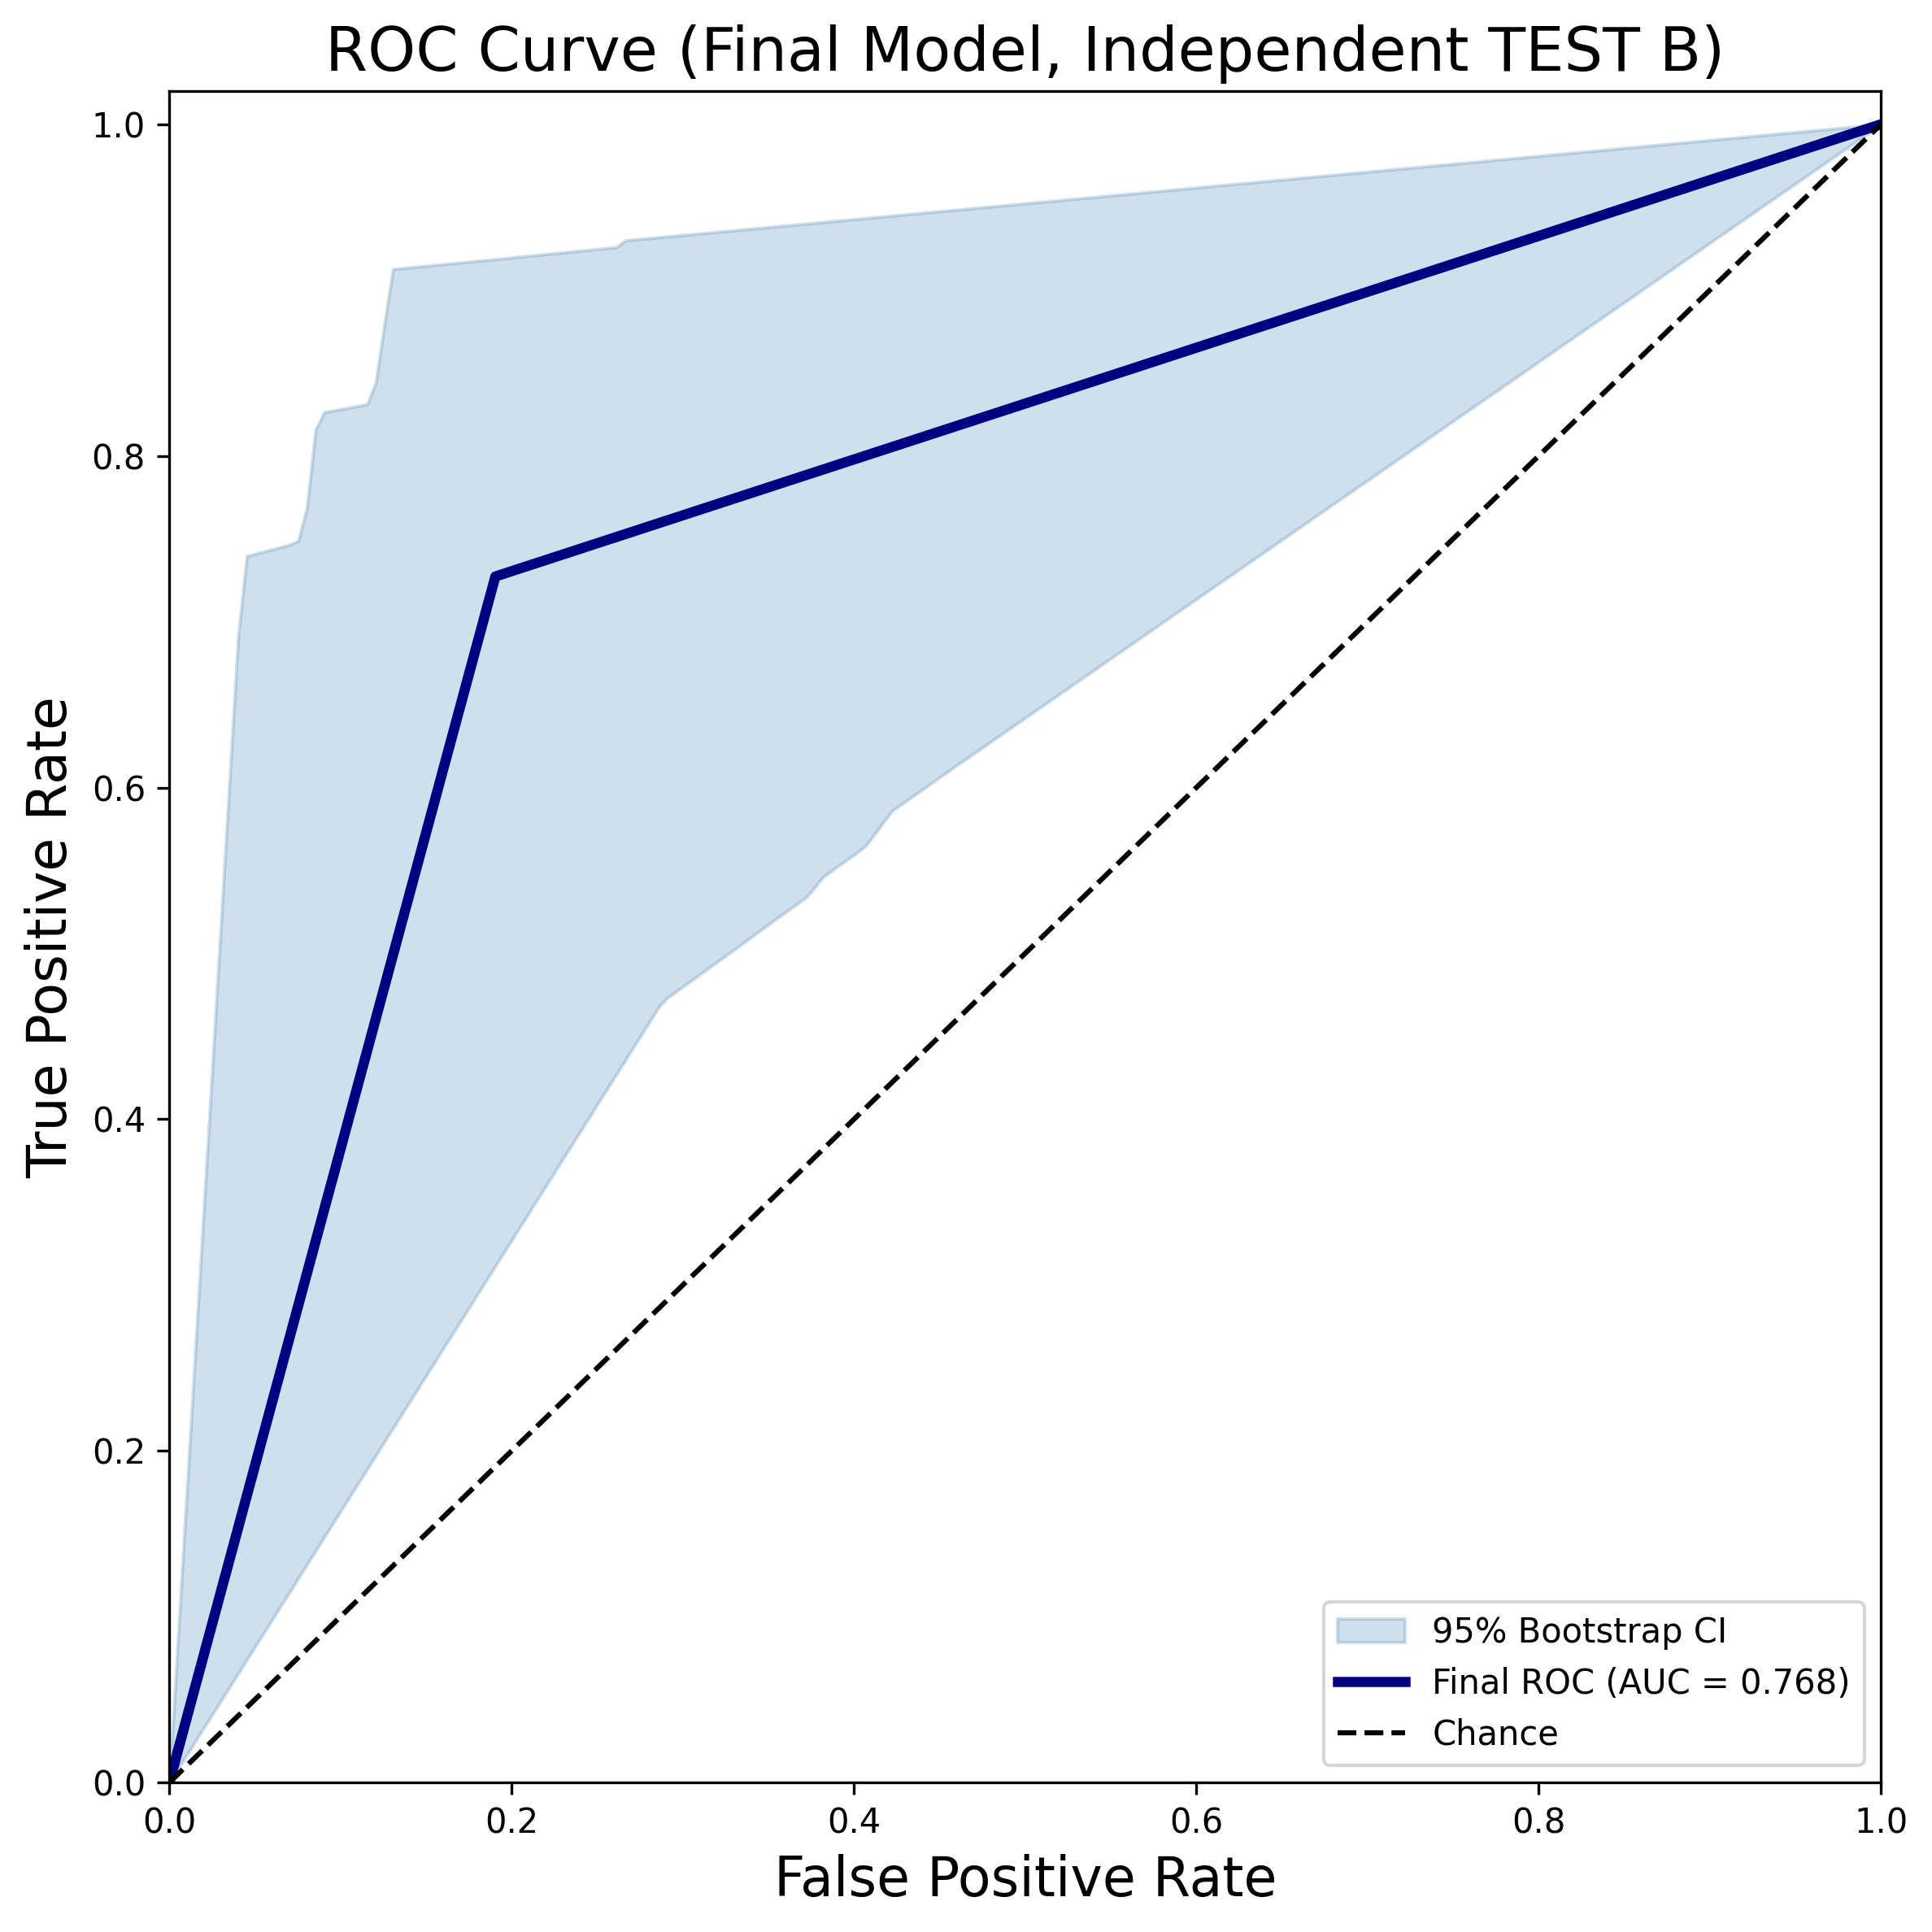 ROC Curve (Final Model, Independent TEST B)
1.0
0.8
0.6
0.4
0.2
0.0
True Positive Rate
0.0 0.2 0.4 0.6 0.8 1.0
False Positive Rate
95% Bootstrap CI
Final ROC (AUC = 0.768)
Chance